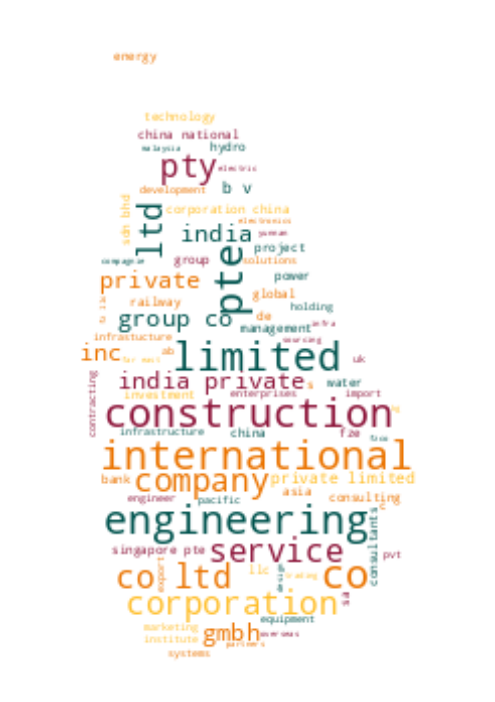 energy
technology
china national
malaysia hydro
pty electric
development b v
sdn bhd
corporation china
electronics
ltd
india yunnan
pte
project
compagnie group solutions
private power
global
railway holding
group co de
management infra
infrastucture sourcing
inc far east ab limited uk
india private s water
contracting
investment enterprises import
construction
infrastructure china fze
international
bank company private limited
asia
engineer pacific consulting
engineering
consultants
singapore pte service pvt
co ltd llc trading co
export
corporation
equipment
marketing gmbh overseas
institute partners
systems